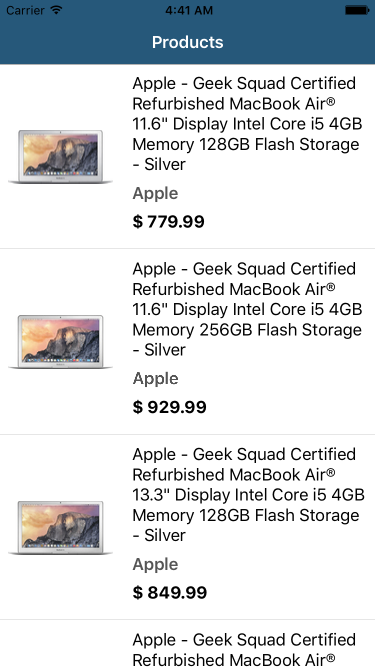 Carrier 4:41 AM
Products
Apple - Geek Squad Certified
Refurbished MacBook Air®
11.6" Display Intel Core i5 4GB
Memory 128GB Flash Storage
- Silver
Apple
$ 779.99
Apple - Geek Squad Certified
Refurbished MacBook Air®
11.6" Display Intel Core i5 4GB
Memory 256GB Flash Storage
- Silver
Apple
$ 929.99
Apple - Geek Squad Certified
Refurbished MacBook Air®
13.3" Display Intel Core i5 4GB
Memory 128GB Flash Storage
- Silver
Apple
$ 849.99
Apple - Geek Squad Certified
Refurbished MacBook Air®